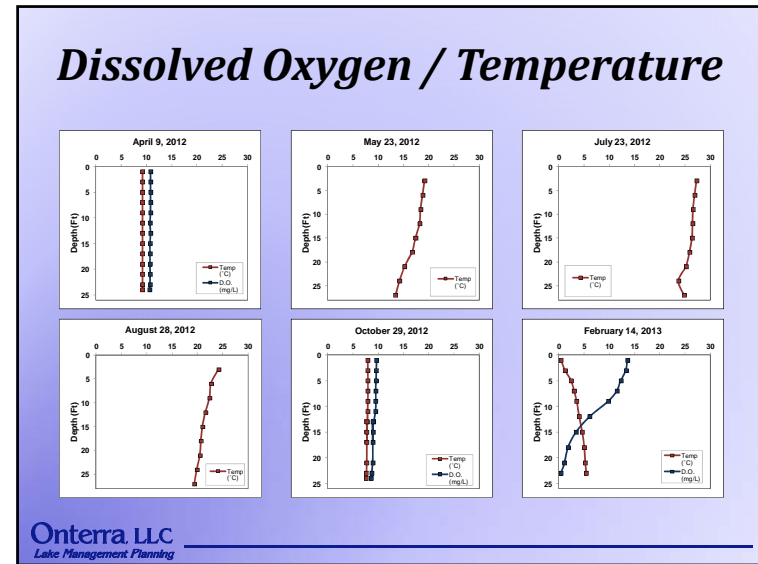 Dissolved Oxygen / Temperature
April 9, 2012
0 5 10 15 20 25 30
0
5
10
15
20
25
Depth (Ft)
Temp
(˚C)
D.O.
(mg/L)
May 23, 2012
0 5 10 15 20 25 30
0
5
10
15
20
25
Depth (Ft)
Temp
(˚C)
July 23, 2012
0 5 10 15 20 25 30
0
5
10
15
20
25
Depth (Ft)
Temp
(˚C)
August 28, 2012
0 5 10 15 20 25 30
0
5
10
15
20
25
Depth (Ft)
Temp
(˚C)
October 29, 2012
0 5 10 15 20 25 30
0
5
10
15
20
25
Depth (Ft)
Temp
(˚C)
D.O.
(mg/L)
February 14, 2013
0 5 10 15 20 25 30
0
5
10
15
20
25
Depth (Ft)
Temp
(˚C)
D.O.
(mg/L)
Onterra, LLC
Lake Management Planning